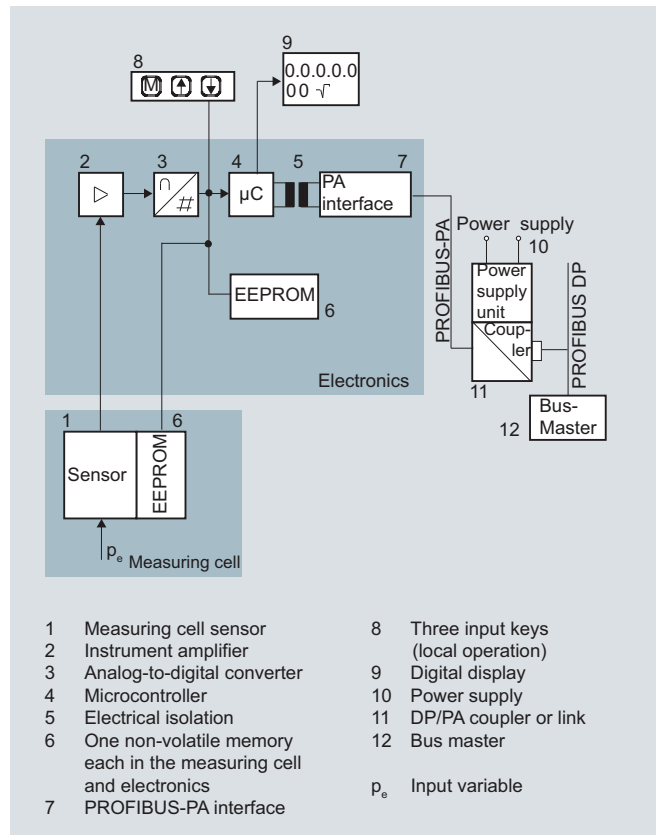 9
8
0.0.0.0.0
00 √
M
2
3
4
5
7
∩
#
µC
PA
interface
Power supply
10
PROFIBUS-PA
PROFIBUS DP
Power
supply
unit
Coup-
ler
EEPROM
6
Electronics
11
Bus-
Master
12
1
6
Sensor
EEPROM
pe
Measuring cell
1 Measuring cell sensor
2 Instrument amplifier
3 Analog-to-digital converter
4 Microcontroller
5 Electrical isolation
6 One non-volatile memory
each in the measuring cell
and electronics
7 PROFIBUS-PA interface
8 Three input keys
(local operation)
9 Digital display
10 Power supply
11 DP/PA coupler or link
12 Bus master
pe Input variable